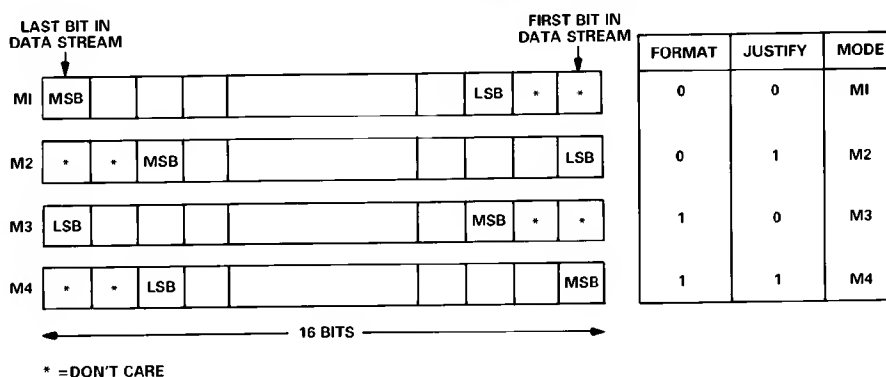 LAST BIT IN
DATA STREAM
FIRST BIT IN
DATA STREAM
M1 MSB LSB * *
M2 * * MSB LSB
M3 LSB MSB * *
M4 * * LSB MSB
16 BITS
* =DON'T CARE
FORMAT JUSTIFY MODE
0 0 M1
0 1 M2
1 0 M3
1 1 M4